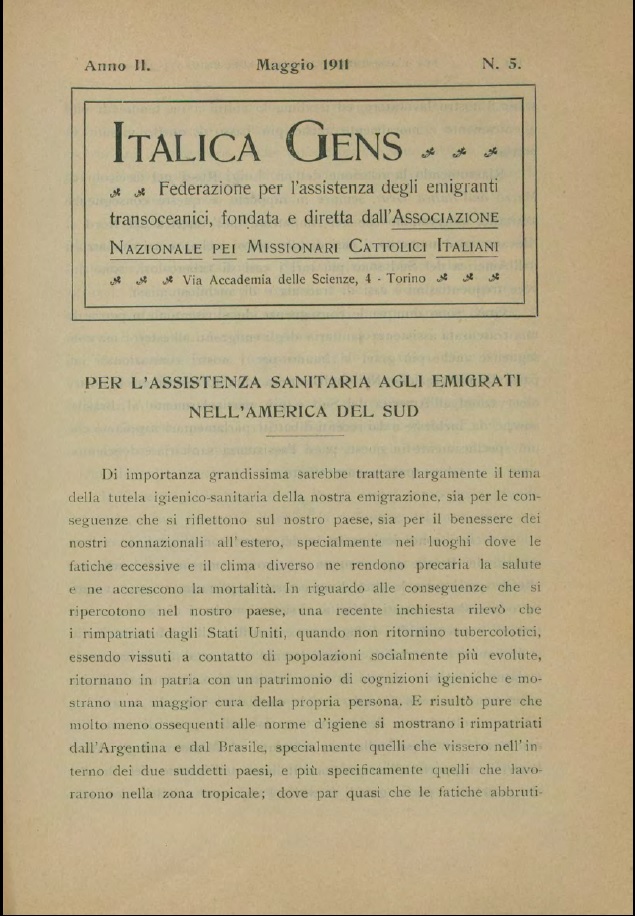 Anno II. Maggio 1911 N. 5.
ITALICA GENS
Federazione per l'assistenza degli emigranti
transoceanici, fondata e diretta dall'ASSOCIAZIONE
NAZIONALE PEI MISSIONARI CATTOLICI ITALIANI
Via Accademia delle Scienze, 4 - Torino
PER L'ASSISTENZA SANITARIA AGLI EMIGRATI
NELL'AMERICA DEL SUD
Di importanza grandissima sarebbe trattare largamente il tema
della tutela igienico-sanitaria della nostra emigrazione, sia per le con-
seguenze che si riflettono sul nostro paese, sia per il benessere dei
nostri connazionali all'estero, specialmente nei luoghi dove le
fatiche eccessive e il clima diverso ne rendono precaria la salute
e ne accrescono la mortalità. In riguardo alle conseguenze che si
ripercotono nel nostro paese, una recente inchiesta rilevò che
i rimpatriati dagli Stati Uniti, quando non ritornino tubercolotici,
essendo vissuti a contatto di popolazioni socialmente più evolute,
ritornano in patria con un patrimonio di cognizioni igieniche e mo-
strano una maggior cura della propria persona. E risultò pure che
molto meno ossequenti alle norme d'igiene si mostrano i rimpatriati
dall'Argentina e dal Brasile, specialmente quelli che vissero nell'in-
terno dei due suddetti paesi, e più specificamente quelli che lavo-
rarono nella zona tropicale; dove par quasi che le fatiche abbruti-